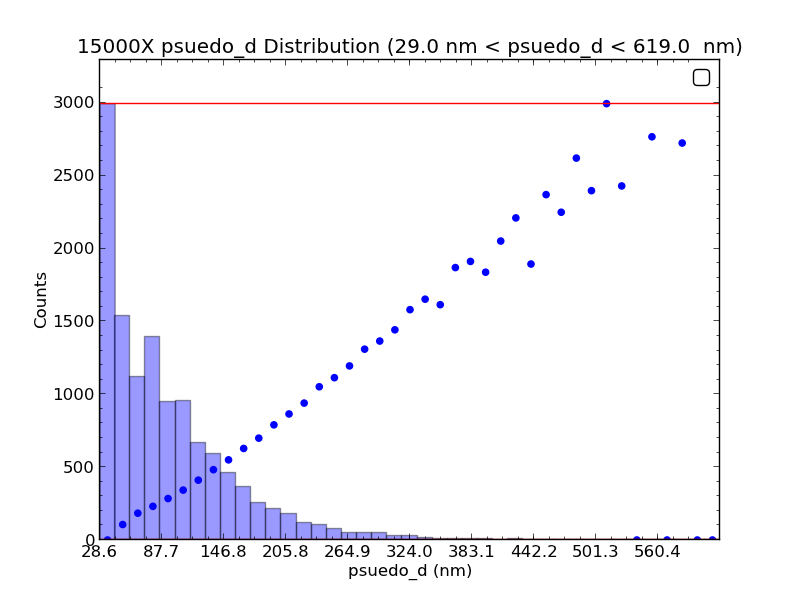 15000X psuedo_d Distribution (29.0 nm < psuedo_d < 619.0  nm)
3000
2500
2000
1500
1000
500
0
Counts
28.6 87.7 146.8 205.8 264.9 324.0 383.1 442.2 501.3 560.4
psuedo_d (nm)